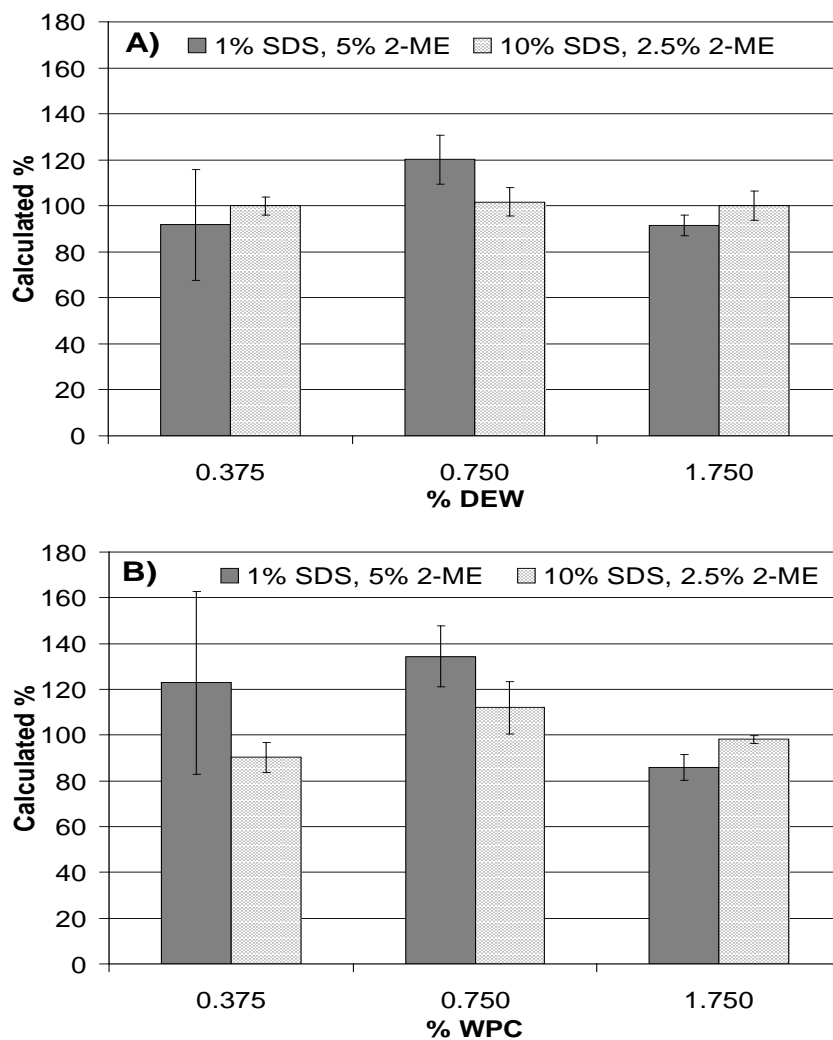 180
A) 1% SDS, 5% 2-ME 10% SDS, 2.5% 2-ME
160
140
120
100
80
60
40
20
0
Calculated %
0.375 0.750 1.750
% DEW
180
B) 1% SDS, 5% 2-ME 10% SDS, 2.5% 2-ME
160
140
120
100
80
60
40
20
0
Calculated %
0.375 0.750 1.750
% WPC